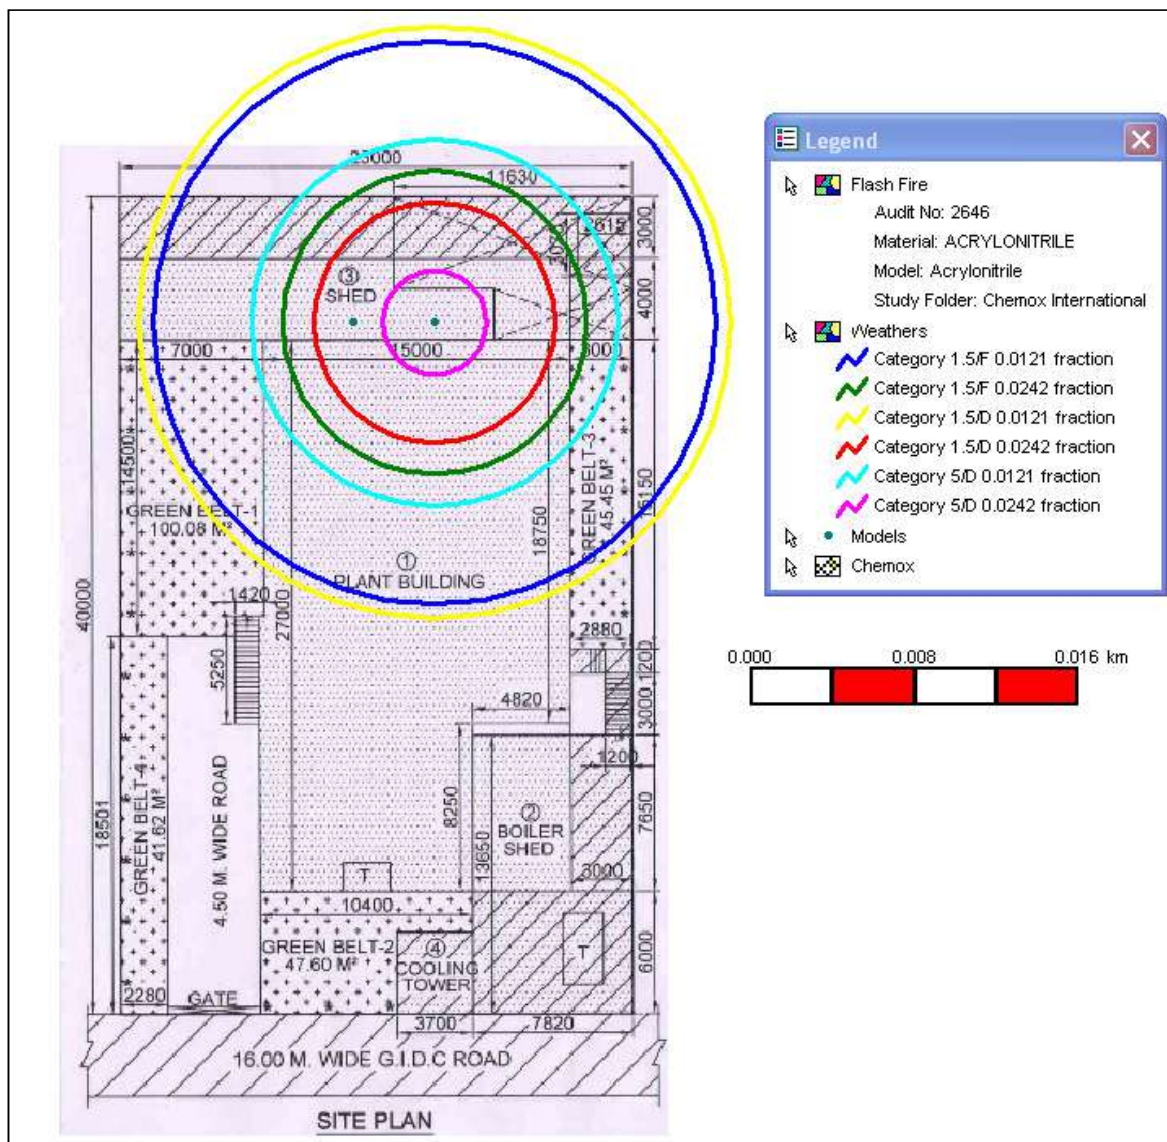 25000
11630
2615
3000
③
SHED
4000
7000
15000
3000
40000
14500
GREEN BELT-1
100.08 M²
GREEN BELT-3
45.45 M²
18750
①
PLANT BUILDING
1420
27000
5250
2880
1200
3000
4820
1200
GREEN BELT-4
41.62 M²
18501
4.50 M. WIDE ROAD
8250
13650
②
BOILER
SHED
7650
3000
T
10400
GREEN BELT-2
47.60 M²
④
COOLING
TOWER
T
6000
2280
GATE
3700
7820
16.00 M. WIDE G.I.D.C ROAD
SITE PLAN
Legend
Flash Fire
Audit No: 2646
Material: ACRYLONITRILE
Model: Acrylonitrile
Study Folder: Chemox International
Weathers
Category 1.5/F 0.0121 fraction
Category 1.5/F 0.0242 fraction
Category 1.5/D 0.0121 fraction
Category 1.5/D 0.0242 fraction
Category 5/D 0.0121 fraction
Category 5/D 0.0242 fraction
Models
Chemox
0.000 0.008 0.016 km